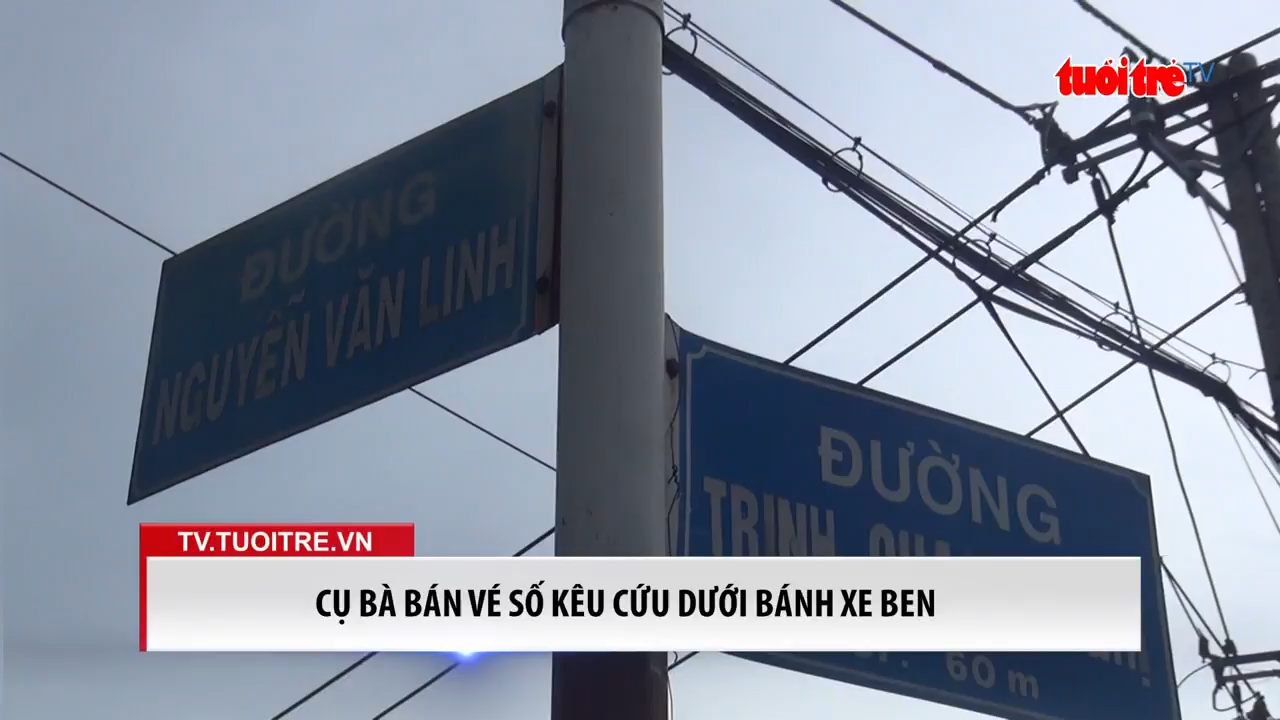 tuổi trẻ TV
ĐƯỜNG
NGUYỄN VĂN LINH
ĐƯỜNG
TRỊNH
60 m
TV.TUOITRE.VN
CỤ BÀ BÁN VÉ SỐ KÊU CỨU DƯỚI BÁNH XE BEN